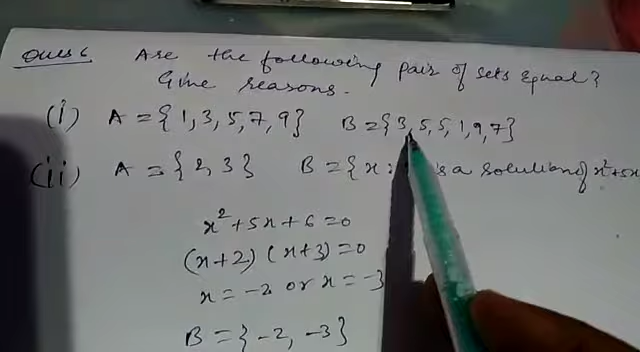 Ques 6. Are the following pair of sets equal?
Give reasons.
(i) A = {1, 3, 5, 7, 9} B = {3, 5, 5, 1, 9, 7}
(ii) A = {2, 3} B = {x: is a solution of x²+5x
x²+5x+6=0
(x+2) (x+3)=0
x=-2 or x=-3
B = {-2, -3}